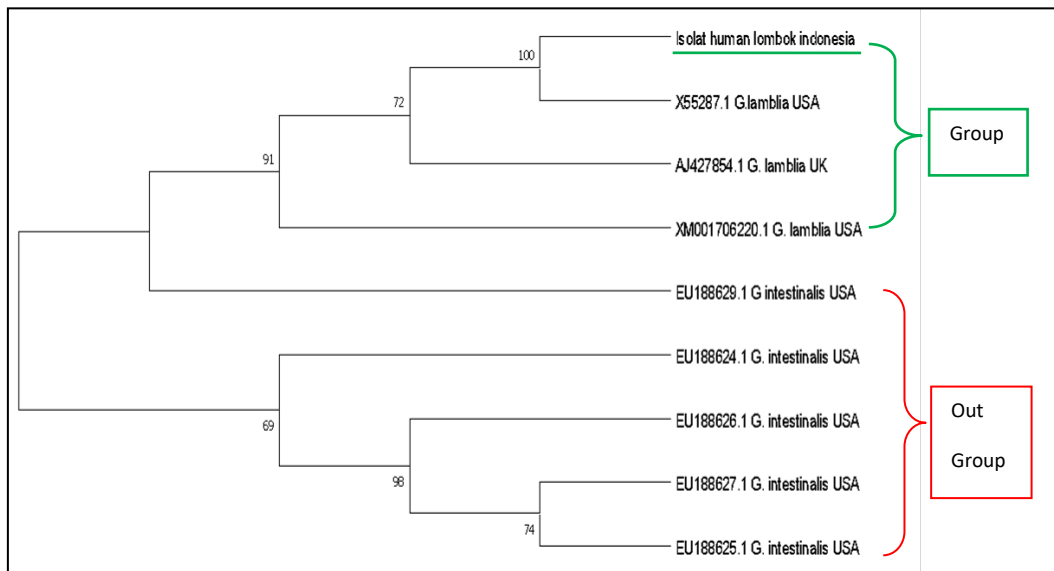 Isolat human lombok indonesia
100
X55287.1 G.lamblia USA
Group
72
AJ427854.1 G. lamblia UK
91
XM001706220.1 G. lamblia USA
EU188629.1 G intestinalis USA
EU188624.1 G. intestinalis USA
Out
Group
69
EU188626.1 G. intestinalis USA
98
EU188627.1 G. intestinalis USA
74
EU188625.1 G. intestinalis USA